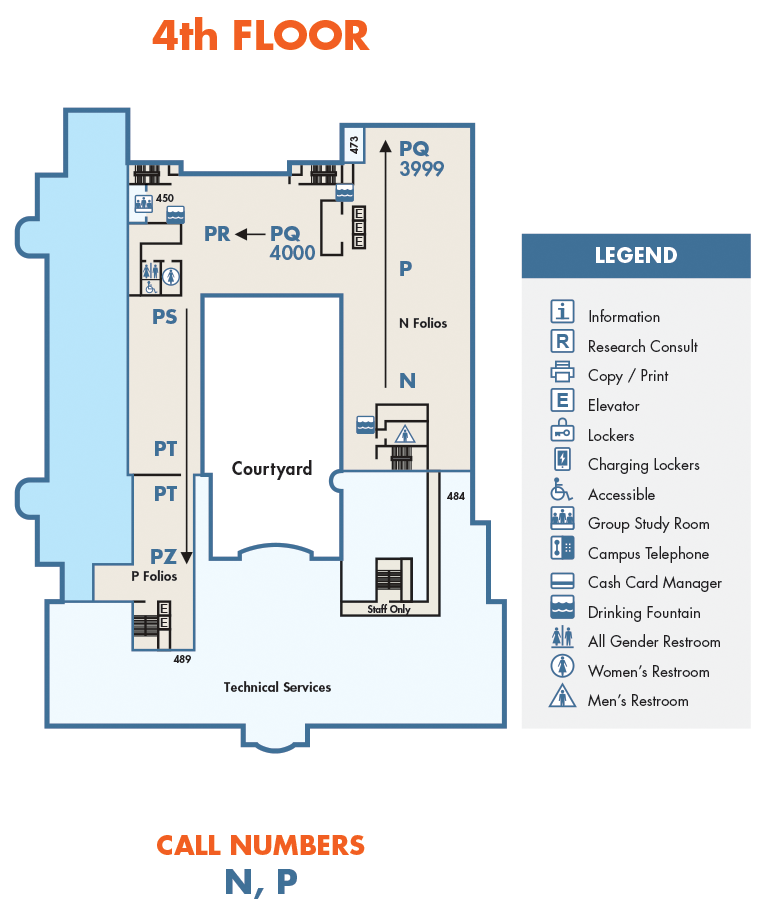 4th FLOOR
473
PQ
3999
450
PR
PQ
4000
E
E
E
P
PS
N Folios
N
PT
Courtyard
PT
484
PZ
P Folios
E
E
Staff Only
489
Technical Services
LEGEND
i Information
R Research Consult
Copy / Print
E Elevator
Lockers
Charging Lockers
Accessible
Group Study Room
Campus Telephone
Cash Card Manager
Drinking Fountain
All Gender Restroom
Women's Restroom
Men's Restroom
CALL NUMBERS
N, P